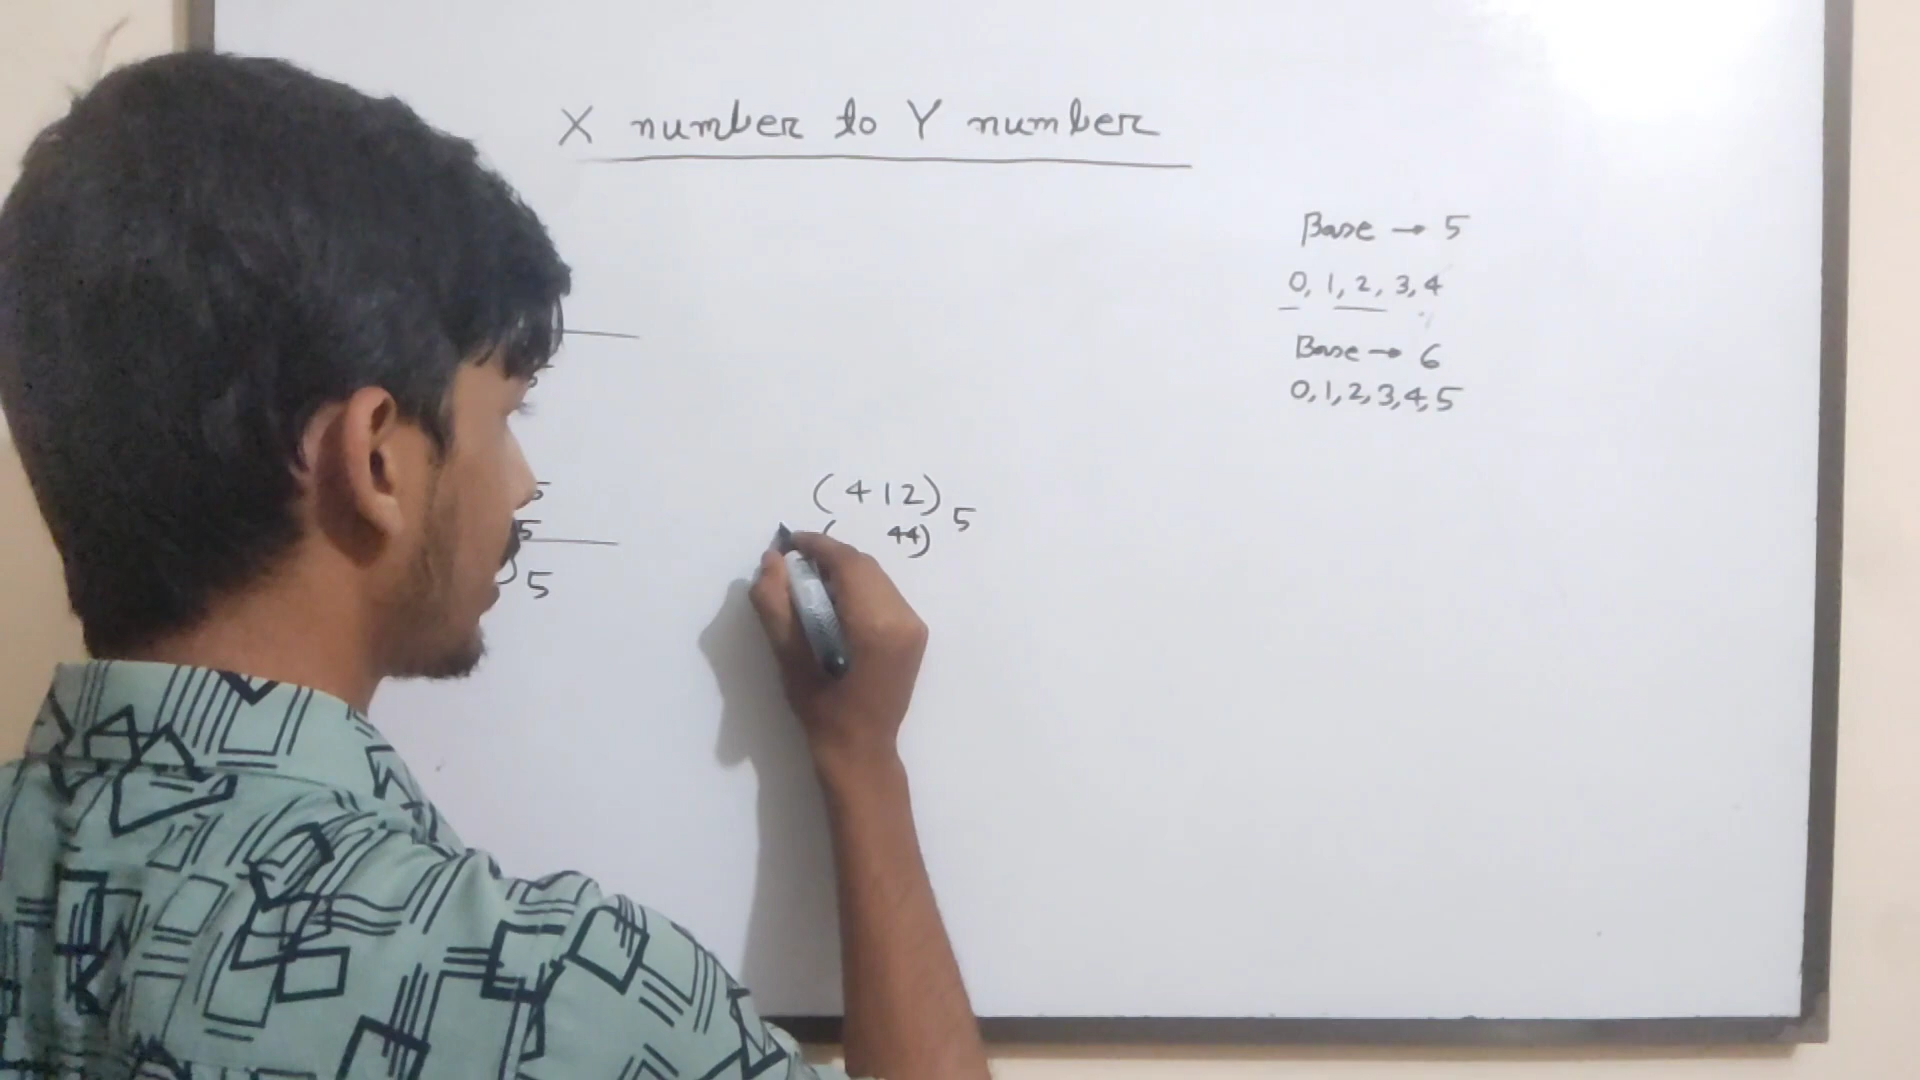 X number to Y number
Base → 5
0, 1, 2, 3, 4
Base → 6
0, 1, 2, 3, 4, 5
5
)5
(412)5
( 44)